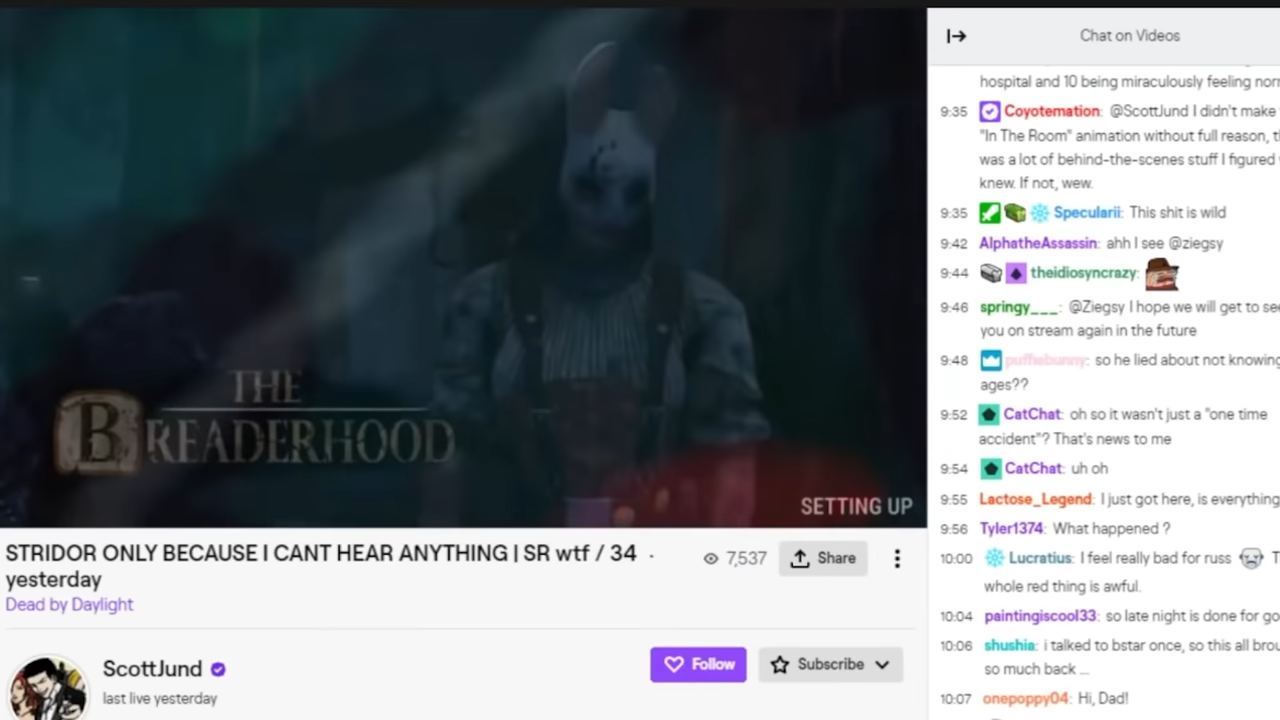 Chat on Videos
hospital and 10 being miraculously feeling nor
9:35 Coyotemation: @ScottJund I didn't make
"In The Room" animation without full reason, t
was a lot of behind-the-scenes stuff I figured
knew. If not, wew.
9:35 Specularii: This shit is wild
9:42 AlphatheAssassin: ahh I see @ziegsy
9:44 theidiosyncrazy:
9:46 springy___: @Ziegsy I hope we will get to see
you on stream again in the future
9:48 puffiebunny: so he lied about not knowing
ages??
9:52 CatChat: oh so it wasn't just a "one time
accident"? That's news to me
9:54 CatChat: uh oh
9:55 Lactose_Legend: I just got here, is everything
9:56 Tyler1374: What happened ?
10:00 Lucratius: I feel really bad for russ T
whole red thing is awful.
10:04 paintingiscool33: so late night is done for go
10:06 shushia: i talked to bstar once, so this all brou
so much back ...
10:07 onepoppy04: Hi, Dad!
THE
BREADERHOOD
SETTING UP
STRIDOR ONLY BECAUSE I CANT HEAR ANYTHING | SR wtf / 34 ·
yesterday
7,537 Share
Dead by Daylight
ScottJund
last live yesterday
Follow Subscribe